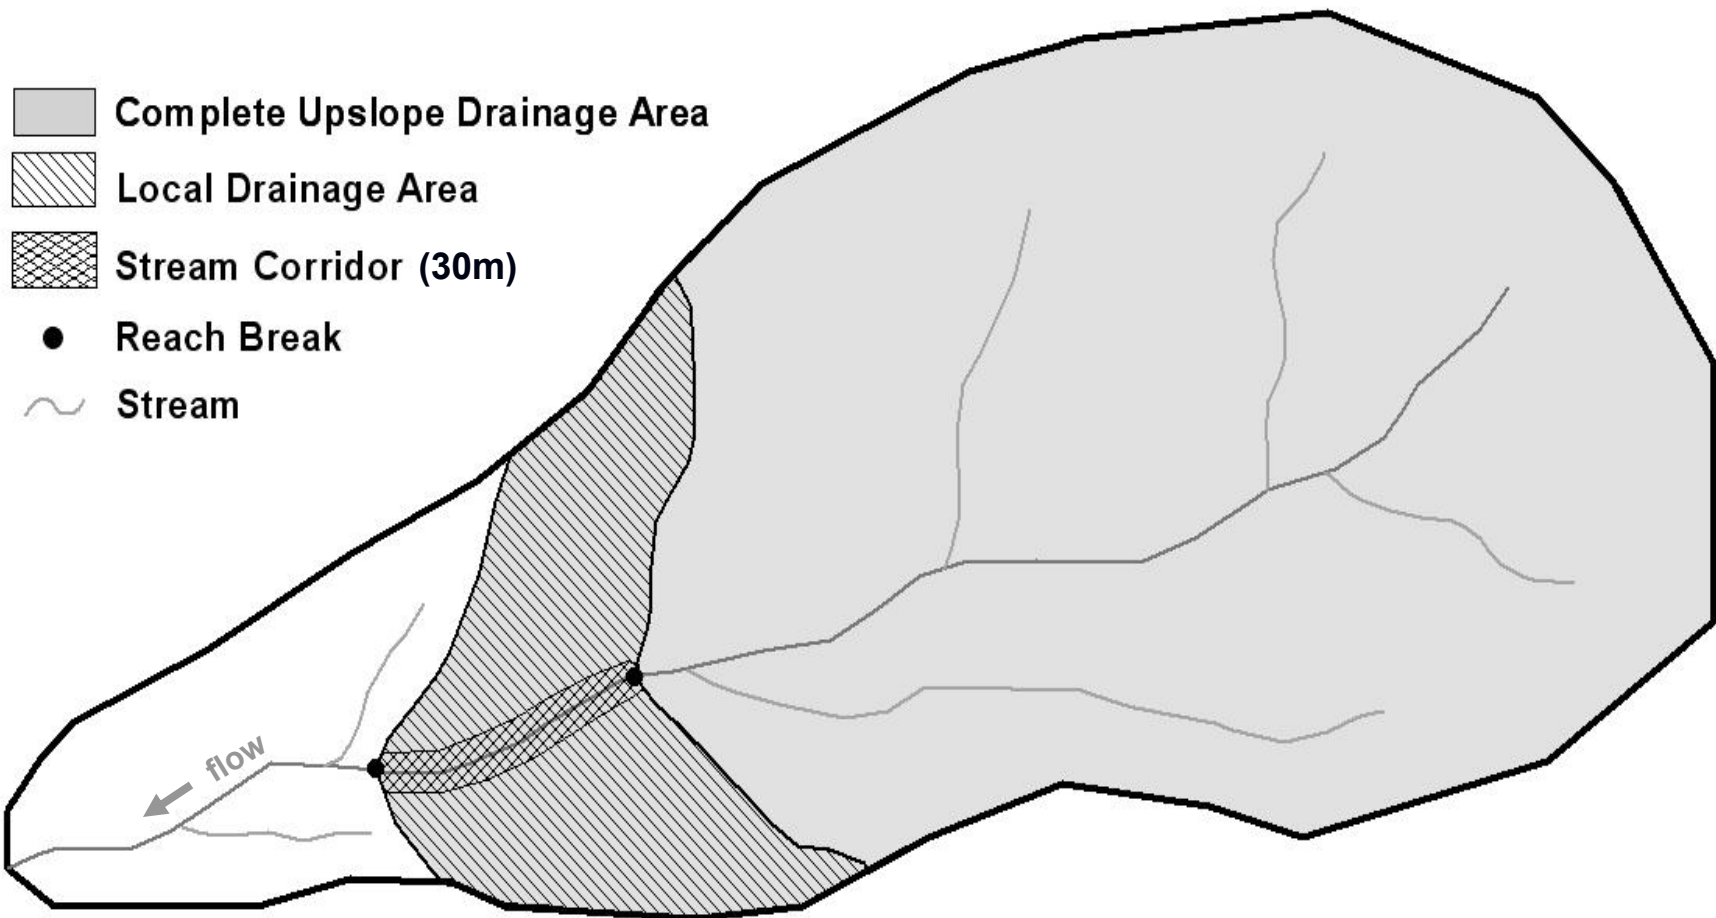 Complete Upslope Drainage Area
Local Drainage Area
Stream Corridor (30m)
Reach Break
Stream
flow